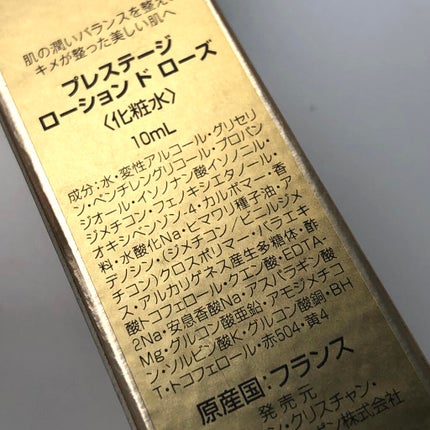 肌の潤いバランスを整え
キメが整った美しい肌へ
プレステージ
ローション ド ローズ
〈化粧水〉
10mL
成分：水・変性アルコール・グリセリ
ン・ペンチレングリコール・プロパン
ジオール・イソノナン酸イソノニル・
ジメチコン・フェノキシエタノール・
オキシベンゾン-4・カルボマー・香
料・水酸化Na・ヒマワリ種子油・ア
デノシン・(ジメチコン/ビニルジメ
チコン)クロスポリマー・パラエキ
ス・アルカリゲネス産生多糖体・酢
酸トコフェロール・クエン酸・EDTA-
2Na・安息香酸Na・アスパラギン酸
Mg・グルコン酸亜鉛・アモジメチコ
ン・ソルビン酸K・グルコン酸銅・BH
T・トコフェロール・赤504・黄4
原産国：フランス
発売元
クリスチャン・
株式会社